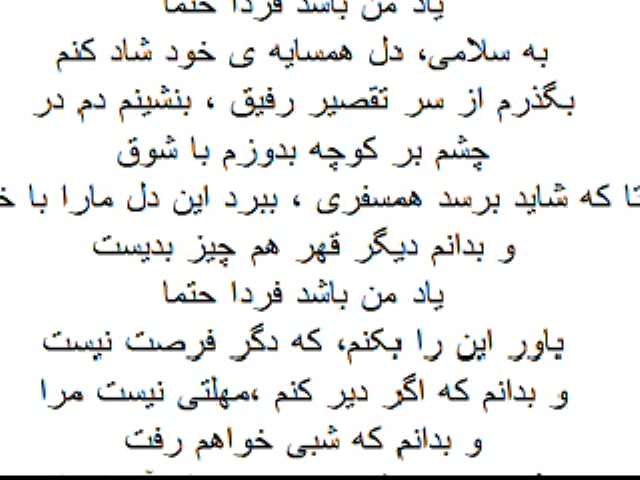 یاد من باشد فردا حتما
به سلامی، دل همسایه ی خود شاد کنم
بگذرم از سر تقصیر رفیق ، بنشینم دم در
چشم بر کوچه بدوزم با شوق
تا که شاید برسد همسفری ، ببرد این دل مارا با
و بدانم دیگر قهر هم چیز بدیست
یاد من باشد فردا حتما
باور این را بکنم، که دگر فرصت نیست
و بدانم که اگر دیر کنم ،مهلتی نیست مرا
و بدانم که شبی خواهم رفت